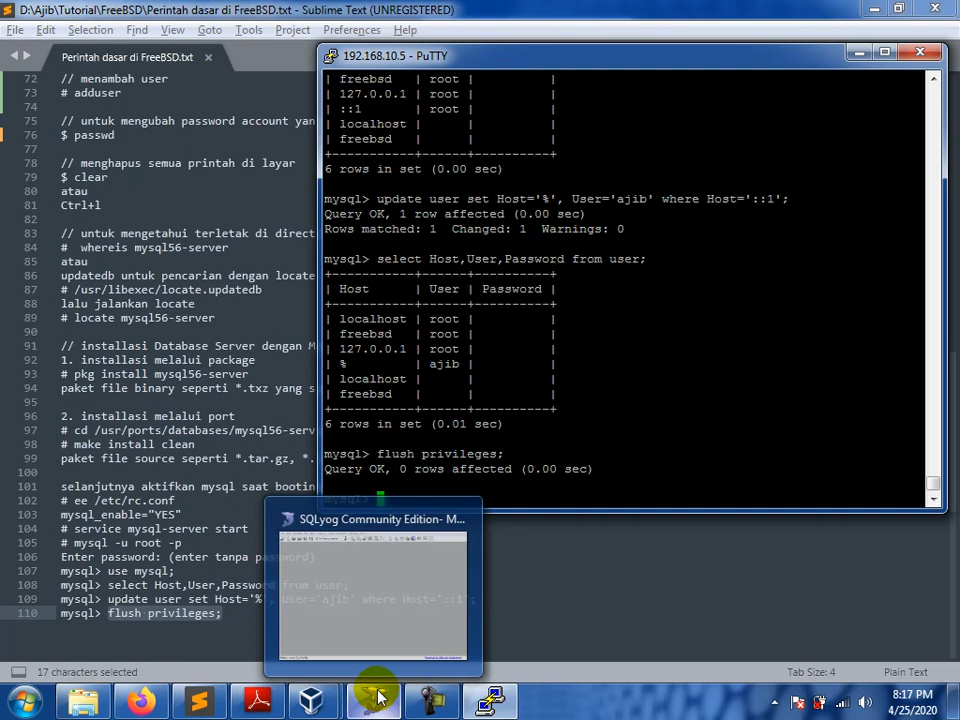 D:\Ajib\Tutorial\FreeBSD\Perintah dasar di FreeBSD.txt - Sublime Text (UNREGISTERED)
File Edit Selection Find View Goto Tools Project Preferences Help
Perintah dasar di FreeBSD.txt
72 // menambah user
73 # adduser
74
75 // untuk mengubah password account yan
76 $ passwd
77
78 // menghapus semua printah di layar
79 $ clear
80 atau
81 Ctrl+l
82
83 // untuk mengetahui terletak di direct
84 #  whereis mysql56-server
85 atau
86 updatedb untuk pencarian dengan locate
87 # /usr/libexec/locate.updatedb
88 lalu jalankan locate
89 # locate mysql56-server
90
91 // installasi Database Server dengan M
92 1. installasi melalui package
93 # pkg install mysql56-server
94 paket file binary seperti *.txz yang s
95
96 2. installasi melalui port
97 # cd /usr/ports/databases/mysql56-serv
98 # make install clean
99 paket file source seperti *.tar.gz, *.
100
101 selanjutnya aktifkan mysql saat bootin
102 # ee /etc/rc.conf
103 mysql_enable="YES"
104 # service mysql-server start
105 # mysql -u root -p
106 Enter password: (enter tanpa password)
107 mysql> use mysql;
108 mysql> select Host,User,Password from user;
109 mysql> update user set Host='%', User='ajib' where Host='::1';
110 mysql> flush privileges;
192.168.10.5 - PuTTY
| freebsd   | root |          |
| 127.0.0.1 | root |          |
| ::1       | root |          |
| localhost |      |          |
| freebsd   |      |          |
+-----------+------+----------+
6 rows in set (0.00 sec)
mysql> update user set Host='%', User='ajib' where Host='::1';
Query OK, 1 row affected (0.00 sec)
Rows matched: 1  Changed: 1  Warnings: 0
mysql> select Host,User,Password from user;
+-----------+------+----------+
| Host      | User | Password |
+-----------+------+----------+
| localhost | root |          |
| freebsd   | root |          |
| 127.0.0.1 | root |          |
| %         | ajib |          |
| localhost |      |          |
| freebsd   |      |          |
+-----------+------+----------+
6 rows in set (0.01 sec)
mysql> flush privileges;
Query OK, 0 rows affected (0.00 sec)
mysql>
SQLyog Community Edition- M...
17 characters selected
Tab Size: 4
Plain Text
8:17 PM
4/25/2020